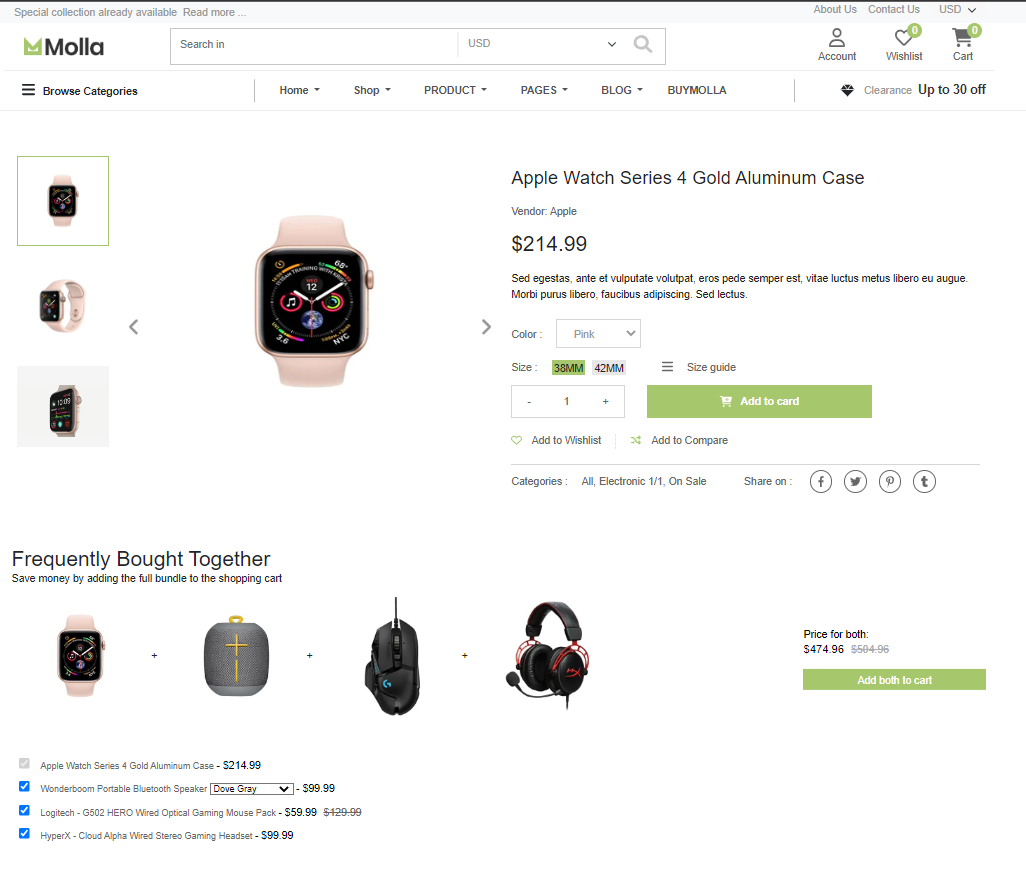 Special collection already available Read more ...
About Us Contact Us USD
Molla
Search in USD
0 0
Account Wishlist Cart
Browse Categories Home Shop PRODUCT PAGES BLOG BUYMOLLA Clearance Up to 30 off
Apple Watch Series 4 Gold Aluminum Case
Vendor: Apple
$214.99
Sed egestas, ante et vulputate volutpat, eros pede semper est, vitae luctus metus libero eu augue.
Morbi purus libero, faucibus adipiscing. Sed lectus.
Color : Pink
Size : 38MM 42MM Size guide
- 1 + Add to card
Add to Wishlist Add to Compare
Categories : All, Electronic 1/1, On Sale Share on :
Frequently Bought Together
Save money by adding the full bundle to the shopping cart
+ + +
Price for both:
$474.96 $504.96
Add both to cart
Apple Watch Series 4 Gold Aluminum Case - $214.99
Wonderboom Portable Bluetooth Speaker Dove Gray - $99.99
Logitech - G502 HERO Wired Optical Gaming Mouse Pack - $59.99 $129.99
HyperX - Cloud Alpha Wired Stereo Gaming Headset - $99.99